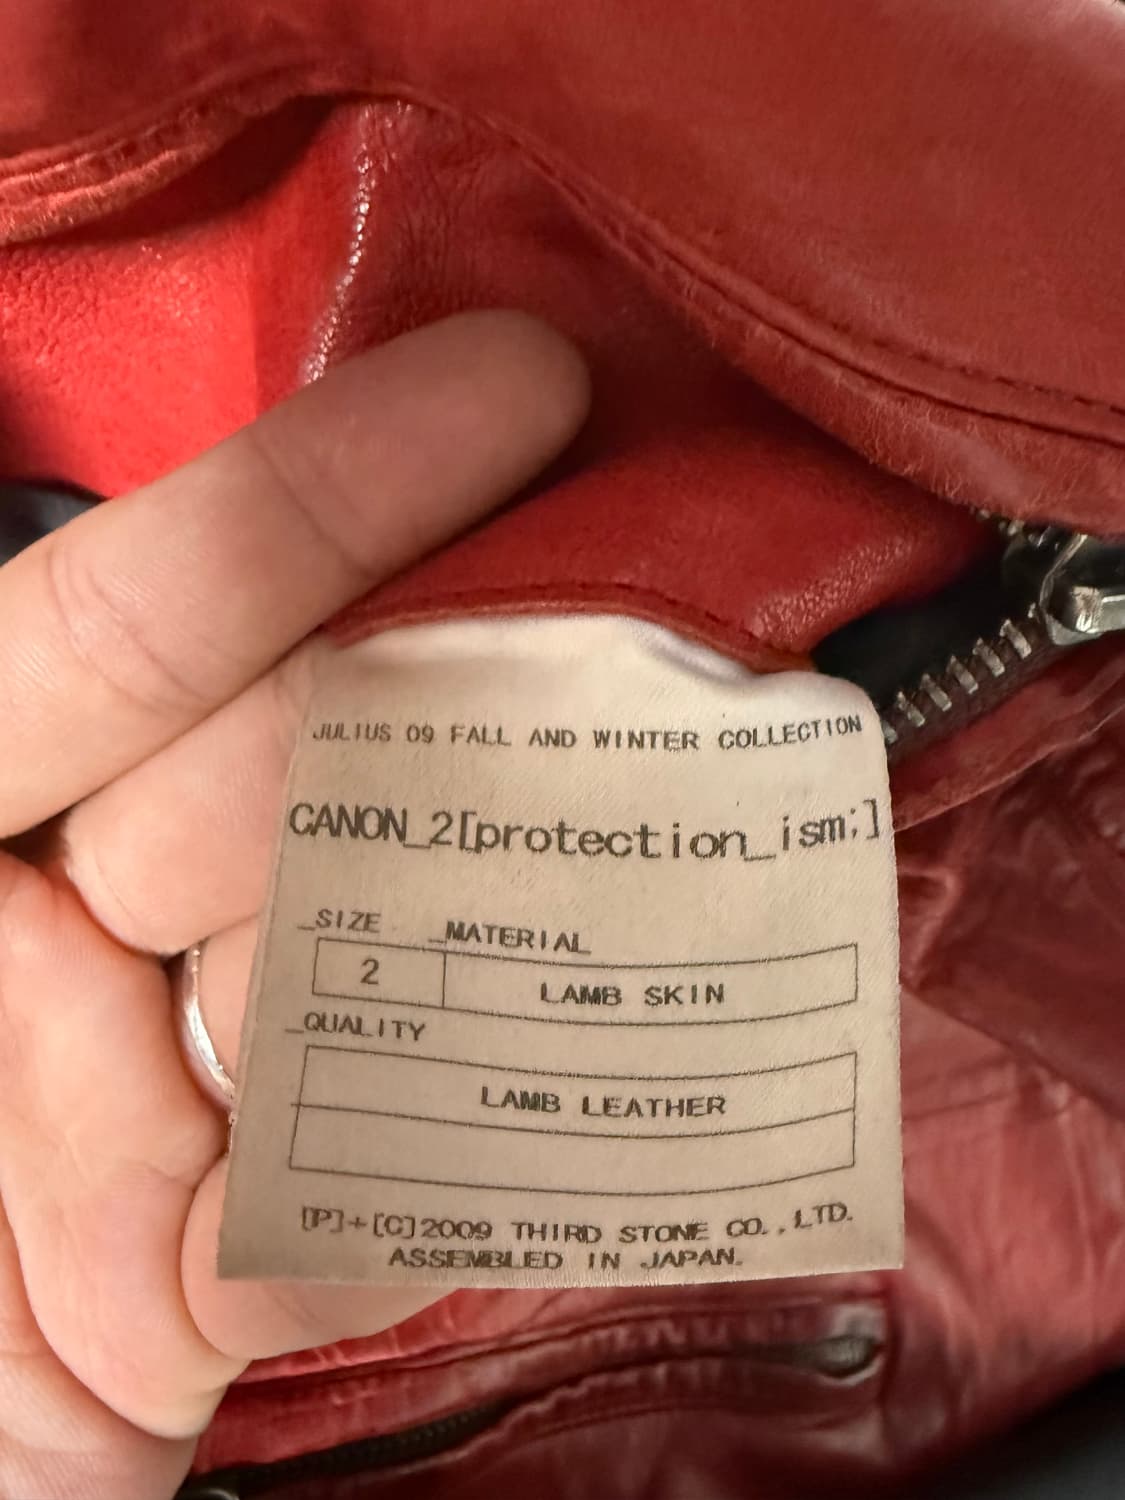 JULIUS 09 FALL AND WINTER COLLECTION
CANON_2[protection_ism;]
_SIZE _MATERIAL
2 LAMB SKIN
_QUALITY
LAMB LEATHER
[P]+[C]2009 THIRD STONE CO.,LTD.
ASSEMBLED IN JAPAN.